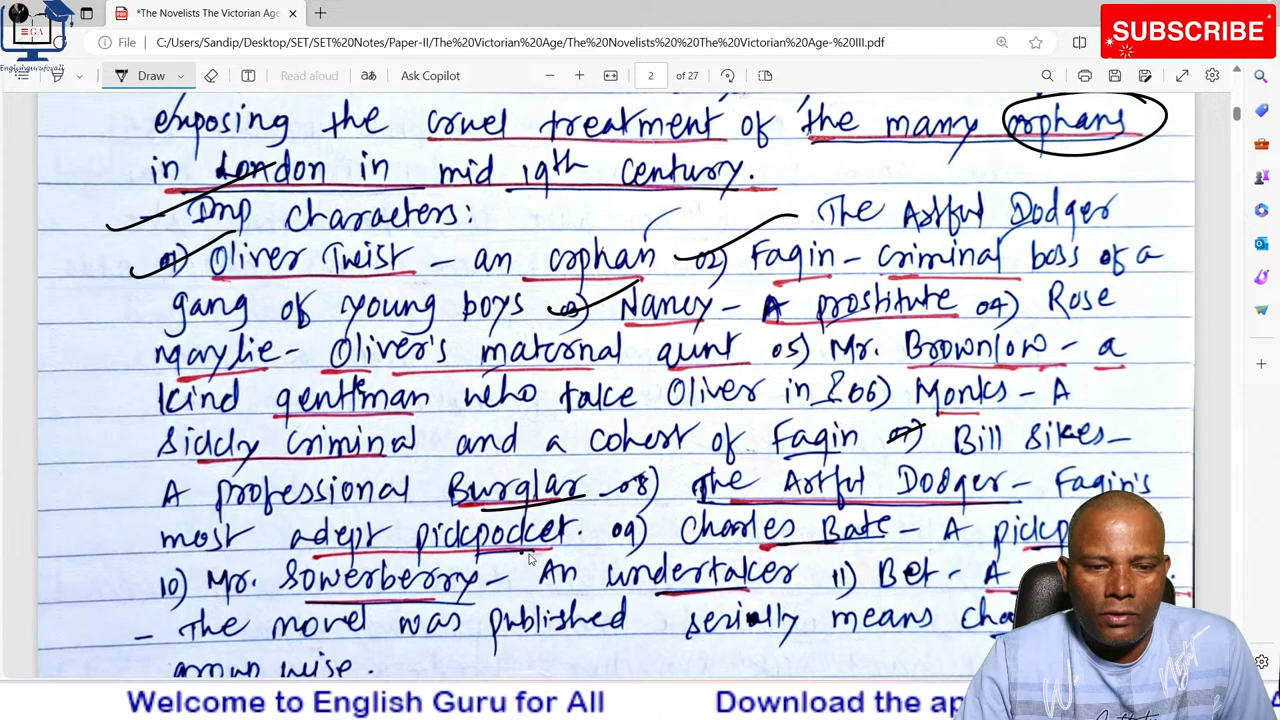 *The Novelists The Victorian Age
File
C:/Users/Sandip/Desktop/SET/SET%20Notes/Paper-II/The%20Victorian%20Age/The%20Novelists%20%20The%20Victorian%20Age-%20III.pdf
SUBSCRIBE
EGA
Englishguruforall
Draw
Read aloud
Ask Copilot
2 of 27
exposing the cruel treatment of the many orphans
in London in mid 19th century.
- Imp characters: The Artful Dodger
01) Oliver Twist - an orphan 02) Fagin - criminal boss of a
gang of young boys 03) Nancy - A prostitute 04) Rose
Maylie - Oliver's maternal aunt 05) Mr. Brownlow - a
kind gentleman who take Oliver in & 06) Monks - A
sickly criminal and a cohert of Fagin 07) Bill Sikes -
A professional Burglar 08) The Artful Dodger - Fagin's
most adept pickpocket. 09) Charles Bate - A pickp
10) Mr. Sowerberry - An undertaker 11) Bet - A
- The novel was published serially means cha
wise.
Welcome to English Guru for All
Download the ap